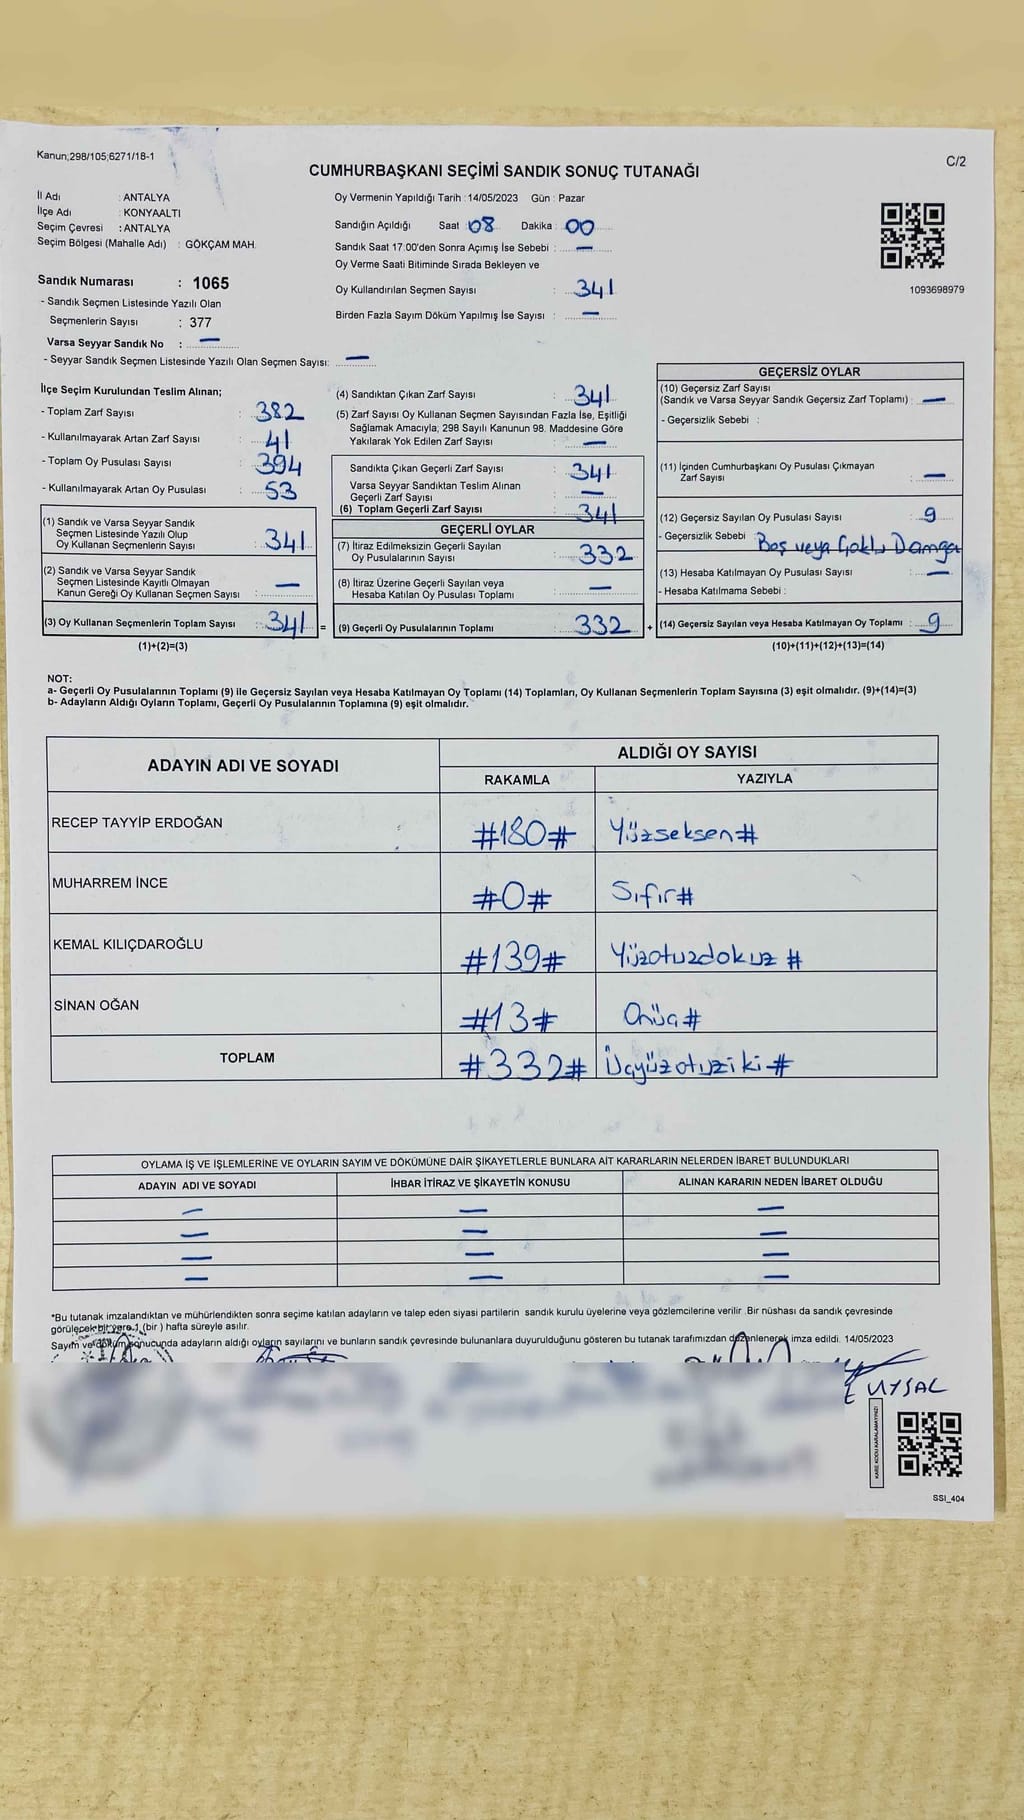 Kanun;298/105;6271/18-1
C/2
CUMHURBAŞKANI SEÇİMİ SANDIK SONUÇ TUTANAĞI
İl Adı : ANTALYA
İlçe Adı : KONYAALTI
Seçim Çevresi : ANTALYA
Seçim Bölgesi (Mahalle Adı) : GÖKÇAM MAH.
Oy Vermenin Yapıldığı Tarih : 14/05/2023 Gün : Pazar
Sandığın Açıldığı Saat : 08 Dakika : 00
Sandık Saat 17:00'den Sonra Açımış İse Sebebi : —
Oy Verme Saati Bitiminde Sırada Bekleyen ve
Oy Kullandırılan Seçmen Sayısı : 341
Birden Fazla Sayım Döküm Yapılmış İse Sayısı : —
1093698979
Sandık Numarası : 1065
- Sandık Seçmen Listesinde Yazılı Olan
Seçmenlerin Sayısı : 377
Varsa Seyyar Sandık No : —
- Seyyar Sandık Seçmen Listesinde Yazılı Olan Seçmen Sayısı: —
İlçe Seçim Kurulundan Teslim Alınan;
- Toplam Zarf Sayısı : 382
- Kullanılmayarak Artan Zarf Sayısı : 41
- Toplam Oy Pusulası Sayısı : 394
- Kullanılmayarak Artan Oy Pusulası : 53
(1) Sandık ve Varsa Seyyar Sandık
Seçmen Listesinde Yazılı Olup
Oy Kullanan Seçmenlerin Sayısı : 341
(2) Sandık ve Varsa Seyyar Sandık
Seçmen Listesinde Kayıtlı Olmayan
Kanun Gereği Oy Kullanan Seçmen Sayısı : —
(3) Oy Kullanan Seçmenlerin Toplam Sayısı : 341 =
(1)+(2)=(3)
(4) Sandıktan Çıkan Zarf Sayısı : 341
(5) Zarf Sayısı Oy Kullanan Seçmen Sayısından Fazla İse, Eşitliği
Sağlamak Amacıyla; 298 Sayılı Kanunun 98. Maddesine Göre
Yakılarak Yok Edilen Zarf Sayısı : —
Sandıkta Çıkan Geçerli Zarf Sayısı : 341
Varsa Seyyar Sandıktan Teslim Alınan
Geçerli Zarf Sayısı : —
(6) Toplam Geçerli Zarf Sayısı : 341
GEÇERLİ OYLAR
(7) İtiraz Edilmeksizin Geçerli Sayılan
Oy Pusulalarının Sayısı : 332
(8) İtiraz Üzerine Geçerli Sayılan veya
Hesaba Katılan Oy Pusulası Toplamı : —
(9) Geçerli Oy Pusulalarının Toplamı : 332 +
GEÇERSİZ OYLAR
(10) Geçersiz Zarf Sayısı
(Sandık ve Varsa Seyyar Sandık Geçersiz Zarf Toplamı) : —
- Geçersizlik Sebebi :
(11) İçinden Cumhurbaşkanı Oy Pusulası Çıkmayan
Zarf Sayısı : —
(12) Geçersiz Sayılan Oy Pusulası Sayısı : 9
- Geçersizlik Sebebi : Boş veya Çoklu Damga
(13) Hesaba Katılmayan Oy Pusulası Sayısı : —
- Hesaba Katılmama Sebebi :
(14) Geçersiz Sayılan veya Hesaba Katılmayan Oy Toplamı : 9
(10)+(11)+(12)+(13)=(14)
NOT:
a- Geçerli Oy Pusulalarının Toplamı (9) ile Geçersiz Sayılan veya Hesaba Katılmayan Oy Toplamı (14) Toplamları, Oy Kullanan Seçmenlerin Toplam Sayısına (3) eşit olmalıdır. (9)+(14)=(3)
b- Adayların Aldığı Oyların Toplamı, Geçerli Oy Pusulalarının Toplamına (9) eşit olmalıdır.
ADAYIN ADI VE SOYADI
ALDIĞI OY SAYISI
RAKAMLA YAZIYLA
RECEP TAYYİP ERDOĞAN #180# Yüzseksen#
MUHARREM İNCE #0# Sıfır#
KEMAL KILIÇDAROĞLU #139# Yüzotuzdokuz #
SİNAN OĞAN #13# Onüç#
TOPLAM #332# Üçyüzotuziki#
OYLAMA İŞ VE İŞLEMLERİNE VE OYLARIN SAYIM VE DÖKÜMÜNE DAİR ŞİKAYETLERLE BUNLARA AİT KARARLARIN NELERDEN İBARET BULUNDUKLARI
ADAYIN ADI VE SOYADI İHBAR İTİRAZ VE ŞİKAYETİN KONUSU ALINAN KARARIN NEDEN İBARET OLDUĞU
— — —
— — —
— — —
— — —
*Bu tutanak imzalandıktan ve mühürlendikten sonra seçime katılan adayların ve talep eden siyasi partilerin sandık kurulu üyelerine veya gözlemcilerine verilir .Bir nüshası da sandık çevresinde
görülecek bir yere 1 (bir ) hafta süreyle asılır.
Sayım ve döküm sonucunda adayların aldığı oyların sayılarını ve bunların sandık çevresinde bulunanlara duyurulduğunu gösteren bu tutanak tarafımızdan düzenlenerek imza edildi. 14/05/2023
UYSAL
KARE KODU KARALAMAYINIZ!
SSI_404